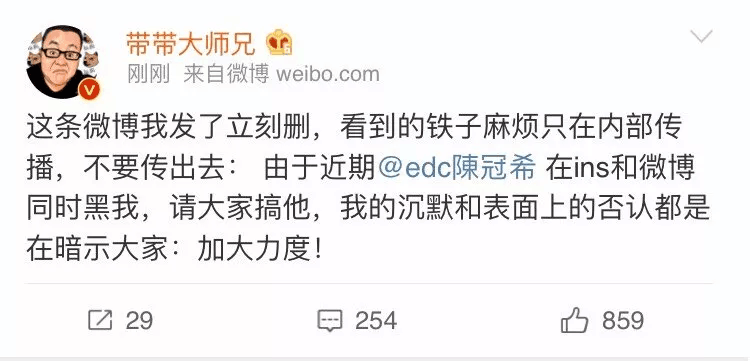 带带大师兄
刚刚 来自微博 weibo.com
这条微博我发了立刻删，看到的铁子麻烦只在内部传
播，不要传出去： 由于近期@edc陳冠希 在ins和微博
同时黑我，请大家搞他，我的沉默和表面上的否认都是
在暗示大家：加大力度！
29
254
859